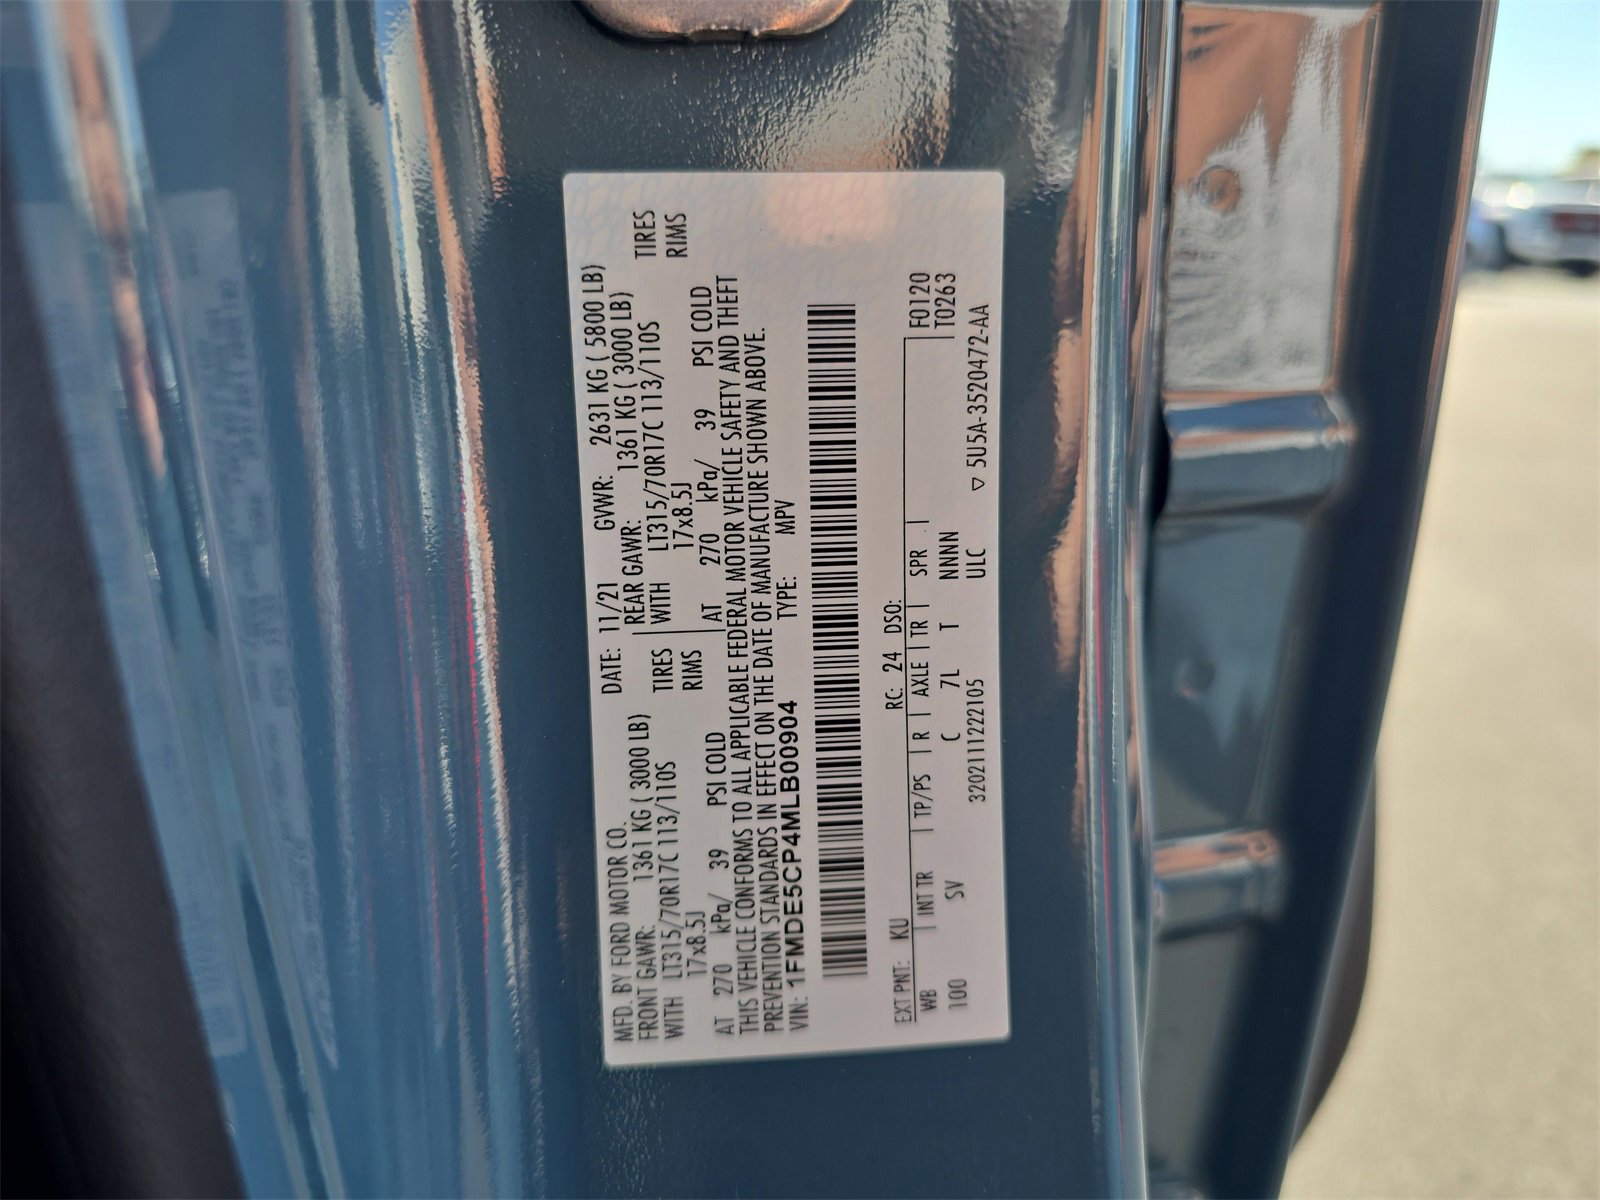 MFD. BY FORD MOTOR CO. DATE: 11/21 GVWR: 2631 KG ( 5800 LB)
FRONT GAWR: 1361 KG ( 3000 LB) REAR GAWR: 1361 KG ( 3000 LB)
WITH LT315/70R17C 113/110S TIRES WITH LT315/70R17C 113/110S TIRES
17x8.5J RIMS 17x8.5J RIMS
AT 270 kPa/ 39 PSI COLD AT 270 kPa/ 39 PSI COLD
THIS VEHICLE CONFORMS TO ALL APPLICABLE FEDERAL MOTOR VEHICLE SAFETY AND THEFT
PREVENTION STANDARDS IN EFFECT ON THE DATE OF MANUFACTURE SHOWN ABOVE.
VIN: 1FMDE5CP4MLB00904 TYPE: MPV
EXT PNT: KU RC: 24 DSO:
WB | INT TR | TP/PS | R | AXLE | TR | SPR | F0120
100 SV C 7L T NNNN T0263
3202111222105 ULC ▽ 5U5A-3520472-AA